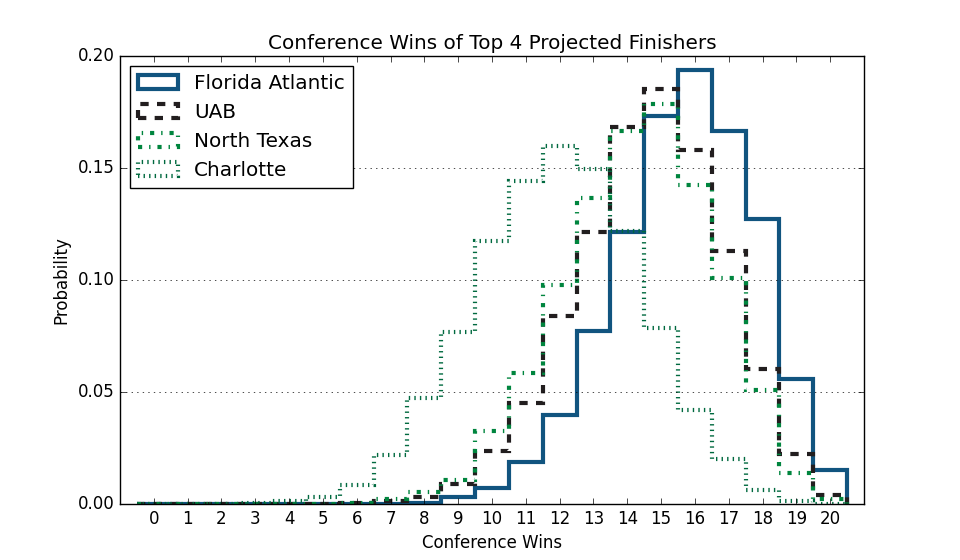 Conference Wins of Top 4 Projected Finishers
Florida Atlantic
UAB
North Texas
Charlotte
Probability
0.20
0.15
0.10
0.05
0.00
0 1 2 3 4 5 6 7 8 9 10 11 12 13 14 15 16 17 18 19 20
Conference Wins